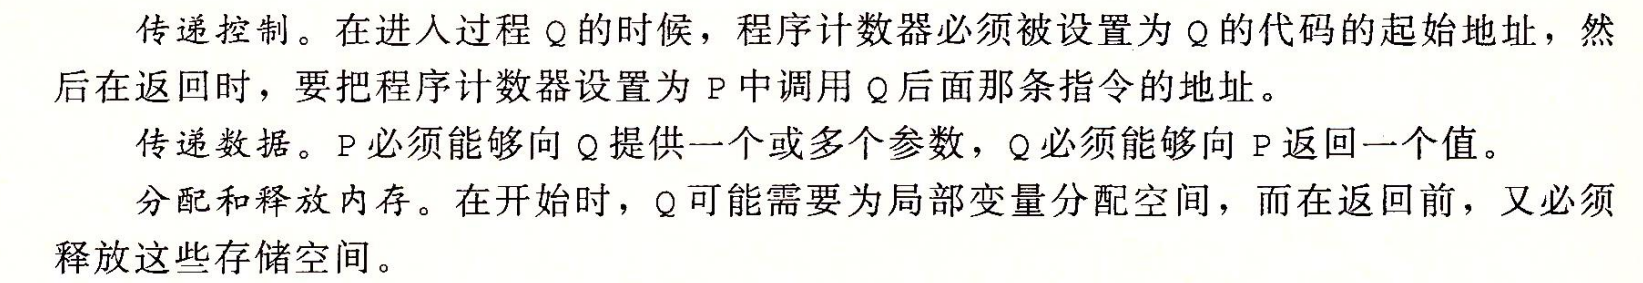 传递控制。在进入过程 Q 的时候，程序计数器必须被设置为 Q 的代码的起始地址，然
后在返回时，要把程序计数器设置为 P 中调用 Q 后面那条指令的地址。
传递数据。P 必须能够向 Q 提供一个或多个参数，Q 必须能够向 P 返回一个值。
分配和释放内存。在开始时，Q 可能需要为局部变量分配空间，而在返回前，又必须
释放这些存储空间。